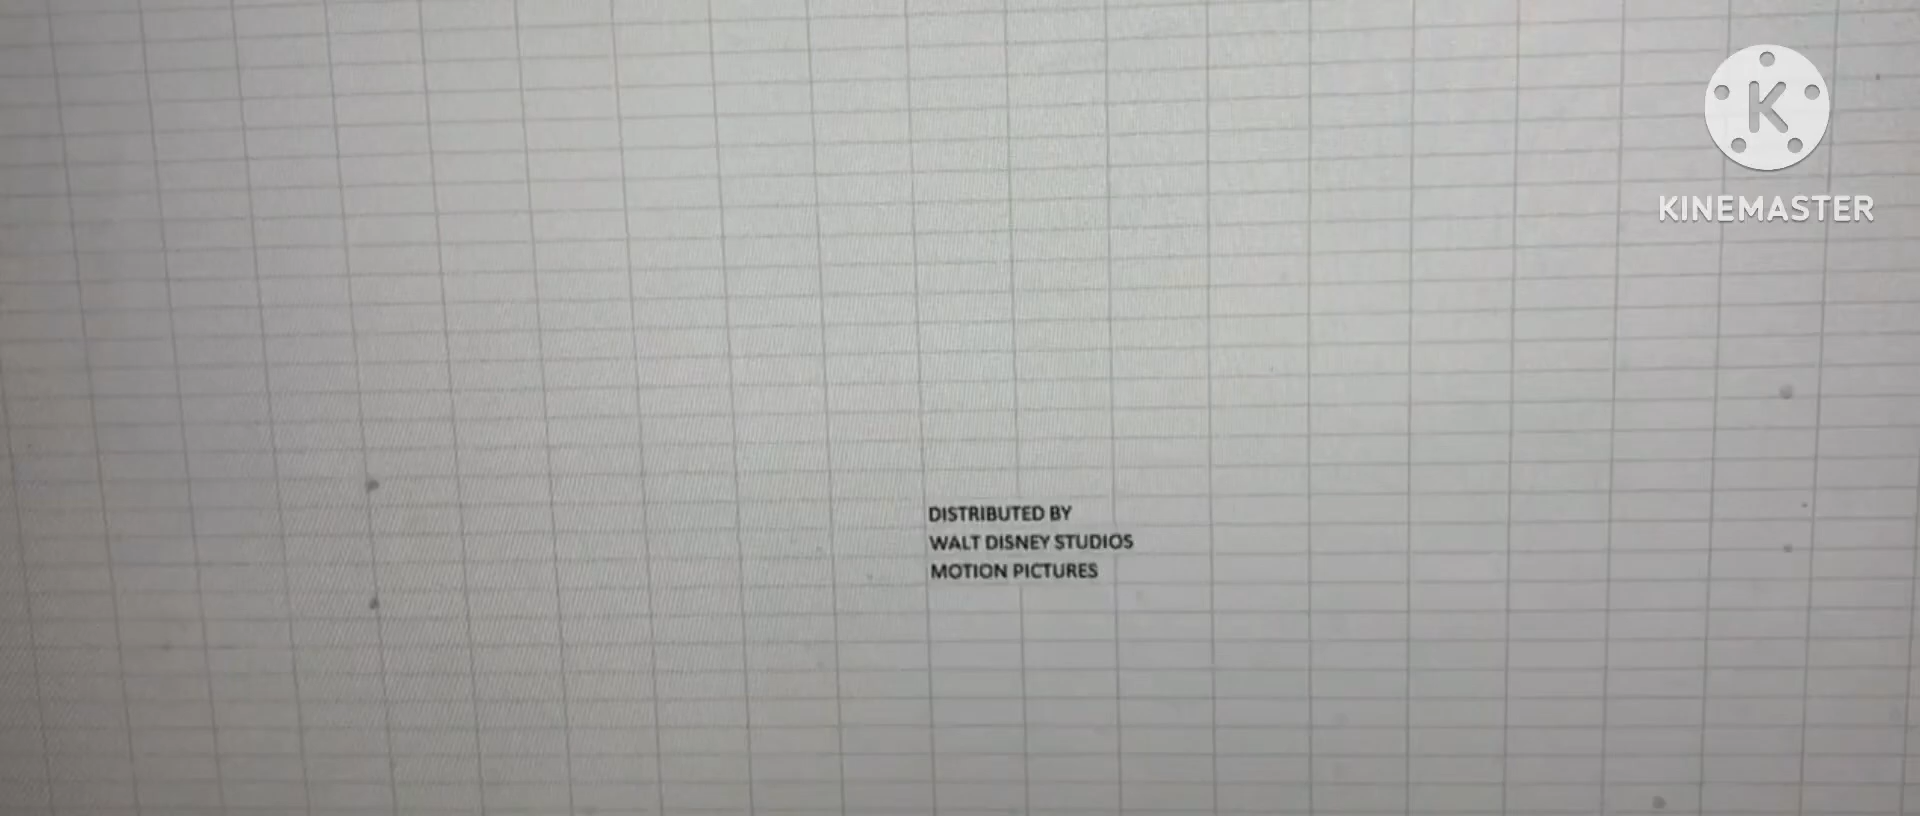 K
KINEMASTER
DISTRIBUTED BY
WALT DISNEY STUDIOS
MOTION PICTURES